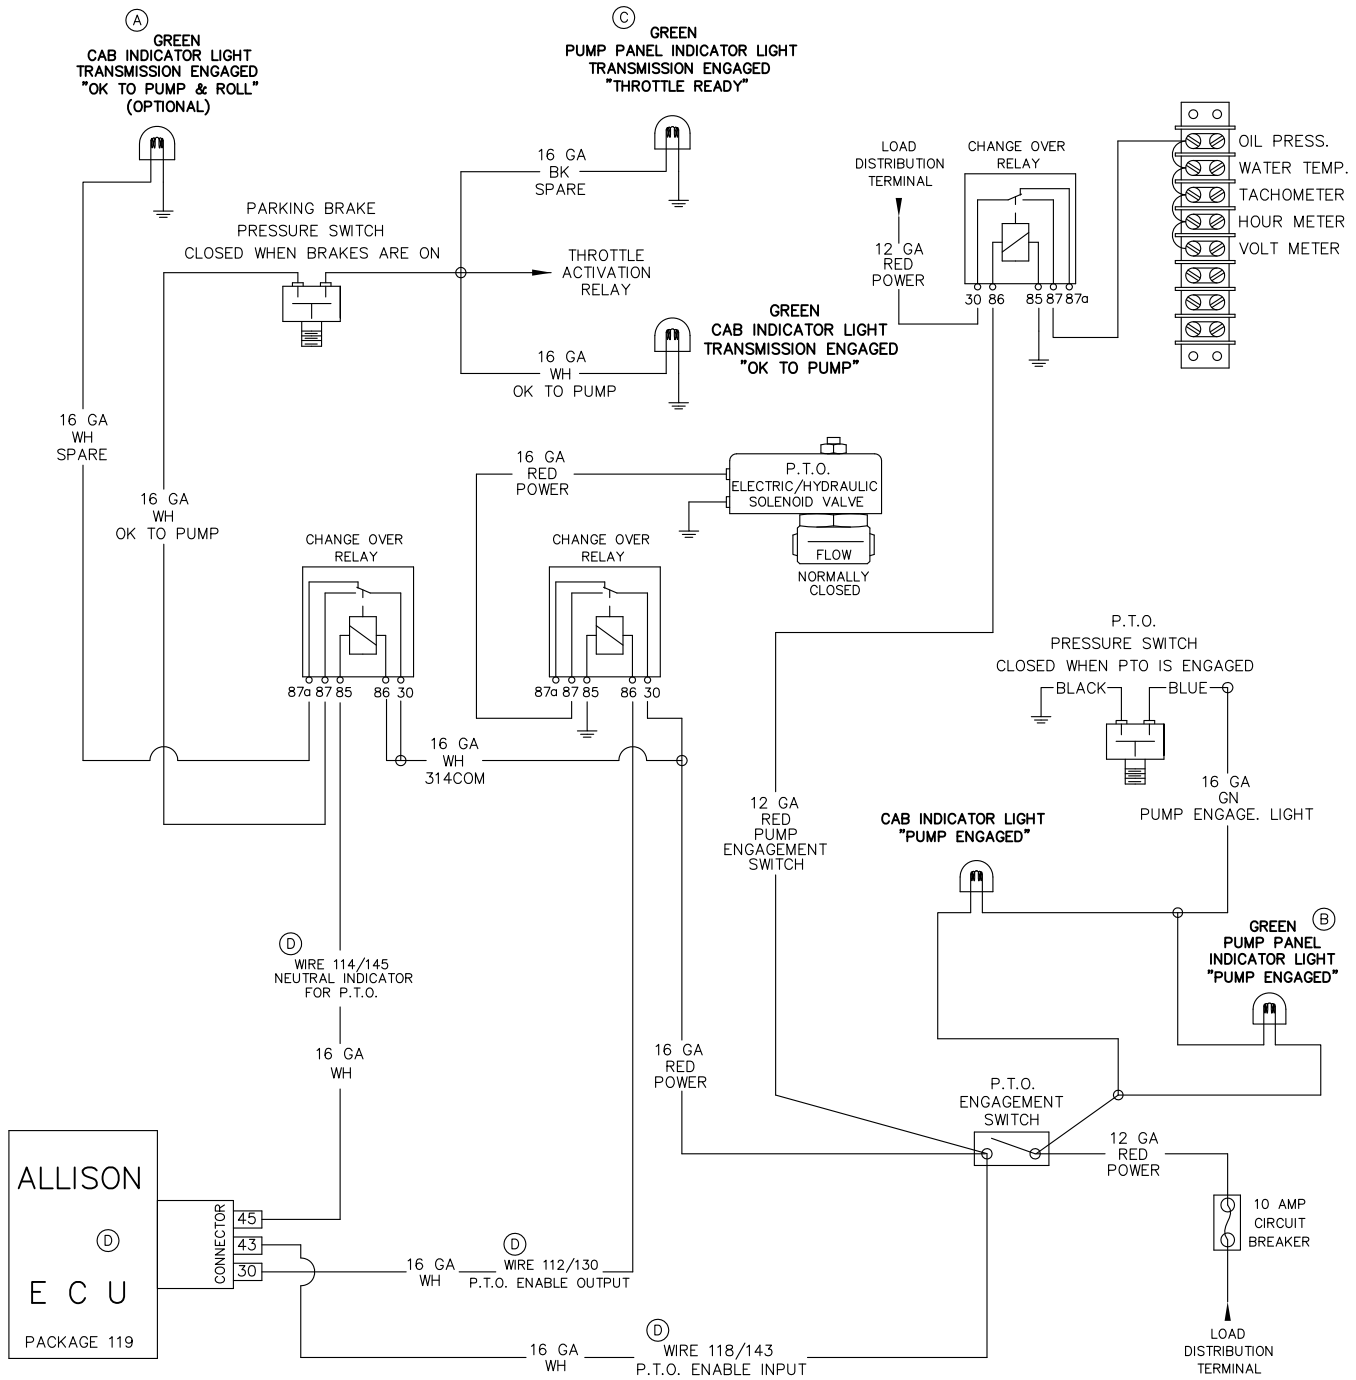 A
GREEN
CAB INDICATOR LIGHT
TRANSMISSION ENGAGED
"OK TO PUMP & ROLL"
(OPTIONAL)
C
GREEN
PUMP PANEL INDICATOR LIGHT
TRANSMISSION ENGAGED
"THROTTLE READY"
16 GA
BK
SPARE
LOAD
DISTRIBUTION
TERMINAL
CHANGE OVER
RELAY
OIL PRESS.
WATER TEMP.
TACHOMETER
HOUR METER
VOLT METER
PARKING BRAKE
PRESSURE SWITCH
CLOSED WHEN BRAKES ARE ON
THROTTLE
ACTIVATION
RELAY
12 GA
RED
POWER
30 86 85 87 87a
GREEN
CAB INDICATOR LIGHT
TRANSMISSION ENGAGED
"OK TO PUMP"
16 GA
WH
OK TO PUMP
16 GA
WH
SPARE
16 GA
RED
POWER
P.T.O.
ELECTRIC/HYDRAULIC
SOLENOID VALVE
FLOW
NORMALLY
CLOSED
16 GA
WH
OK TO PUMP
CHANGE OVER
RELAY
87a 87 85 86 30
CHANGE OVER
RELAY
87a 87 85 86 30
P.T.O.
PRESSURE SWITCH
CLOSED WHEN PTO IS ENGAGED
BLACK
BLUE
16 GA
WH
314COM
16 GA
GN
PUMP ENGAGE. LIGHT
12 GA
RED
PUMP
ENGAGEMENT
SWITCH
CAB INDICATOR LIGHT
"PUMP ENGAGED"
B
GREEN
PUMP PANEL
INDICATOR LIGHT
"PUMP ENGAGED"
D
WIRE 114/145
NEUTRAL INDICATOR
FOR P.T.O.
16 GA
WH
16 GA
RED
POWER
P.T.O.
ENGAGEMENT
SWITCH
12 GA
RED
POWER
10 AMP
CIRCUIT
BREAKER
LOAD
DISTRIBUTION
TERMINAL
ALLISON
D
E C U
PACKAGE 119
CONNECTOR
45
43
30
16 GA
WH
D
WIRE 112/130
P.T.O. ENABLE OUTPUT
16 GA
WH
D
WIRE 118/143
P.T.O. ENABLE INPUT